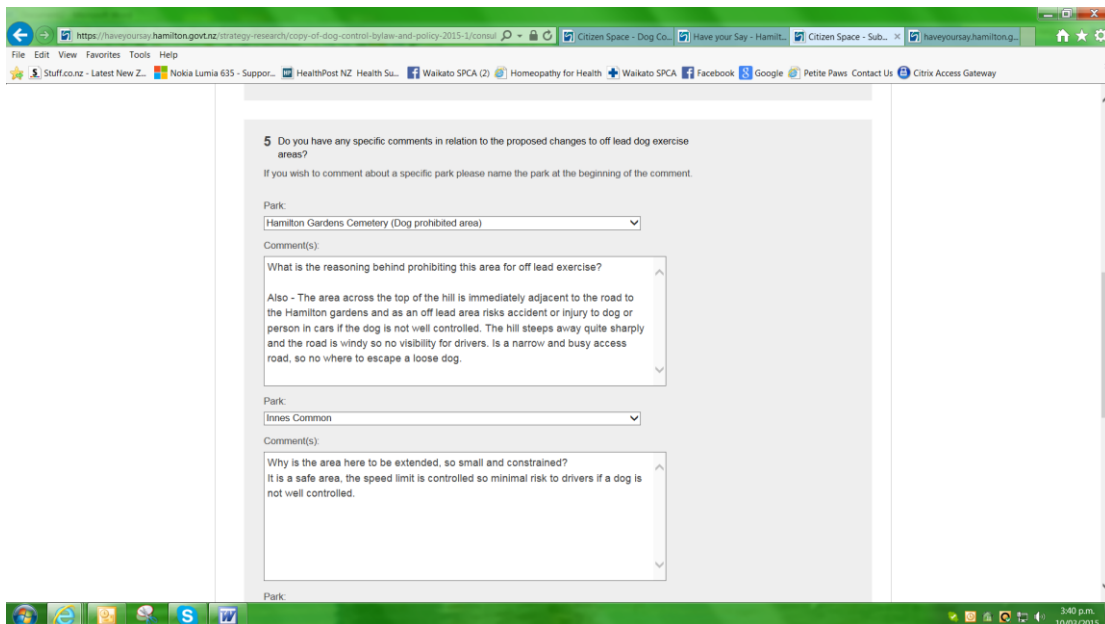 https://haveyoursay.hamilton.govt.nz/strategy-research/copy-of-dog-control-bylaw-and-policy-2015-1/consul
Citizen Space - Dog Co...
Have your Say - Hamilt...
Citizen Space - Sub...
haveyoursay.hamilton.g...
File Edit View Favorites Tools Help
Stuff.co.nz - Latest New Z...
Nokia Lumia 635 - Suppor...
HealthPost NZ Health Su...
Waikato SPCA (2)
Homeopathy for Health
Waikato SPCA
Facebook
Google
Petite Paws Contact Us
Citrix Access Gateway
5 Do you have any specific comments in relation to the proposed changes to off lead dog exercise
areas?
If you wish to comment about a specific park please name the park at the beginning of the comment.
Park:
Hamilton Gardens Cemetery (Dog prohibited area)
Comment(s):
What is the reasoning behind prohibiting this area for off lead exercise?
Also - The area across the top of the hill is immediately adjacent to the road to
the Hamilton gardens and as an off lead area risks accident or injury to dog or
person in cars if the dog is not well controlled. The hill steeps away quite sharply
and the road is windy so no visibility for drivers. Is a narrow and busy access
road, so no where to escape a loose dog.
Park:
Innes Common
Comment(s):
Why is the area here to be extended, so small and constrained?
It is a safe area, the speed limit is controlled so minimal risk to drivers if a dog is
not well controlled.
Park:
3:40 p.m.
10/03/2015